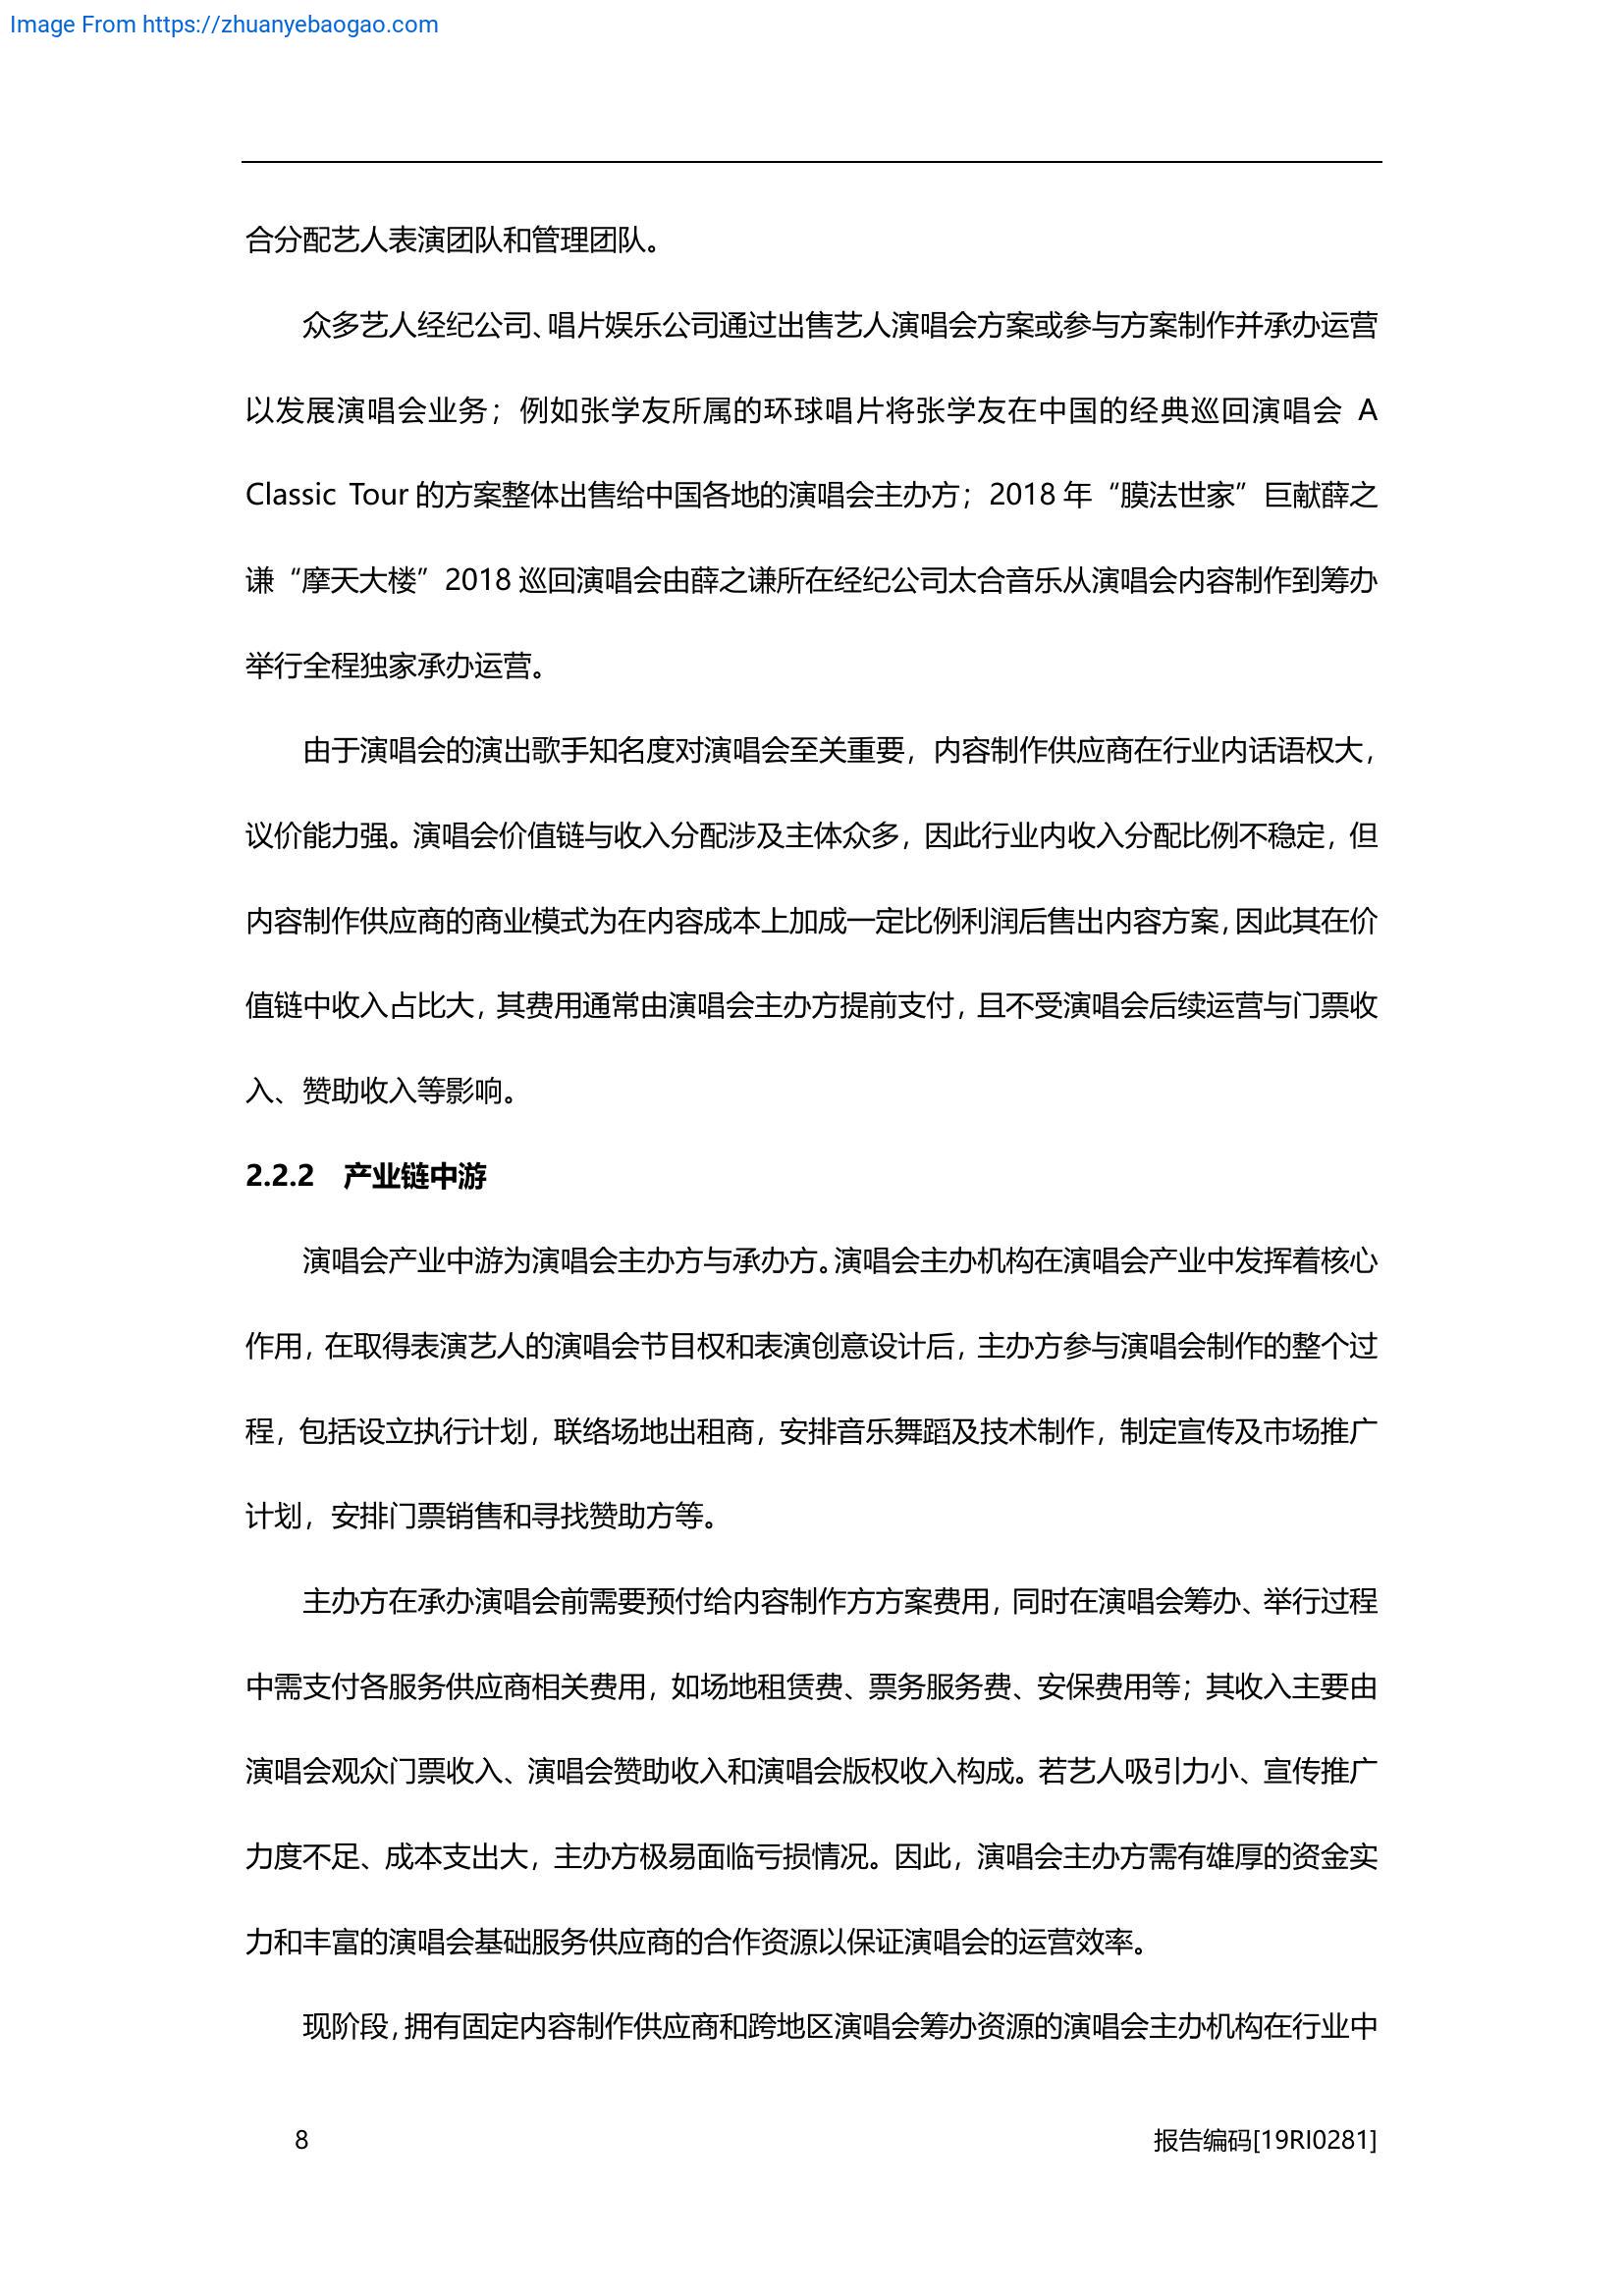 Image From https://zhuanyebaogao.com
合分配艺人表演团队和管理团队。
众多艺人经纪公司、唱片娱乐公司通过出售艺人演唱会方案或参与方案制作并承办运营
以发展演唱会业务；例如张学友所属的环球唱片将张学友在中国的经典巡回演唱会 A
Classic Tour 的方案整体出售给中国各地的演唱会主办方；2018 年“膜法世家”巨献薛之
谦“摩天大楼”2018 巡回演唱会由薛之谦所在经纪公司太合音乐从演唱会内容制作到筹办
举行全程独家承办运营。
由于演唱会的演出歌手知名度对演唱会至关重要，内容制作供应商在行业内话语权大，
议价能力强。演唱会价值链与收入分配涉及主体众多，因此行业内收入分配比例不稳定，但
内容制作供应商的商业模式为在内容成本上加成一定比例利润后售出内容方案，因此其在价
值链中收入占比大，其费用通常由演唱会主办方提前支付，且不受演唱会后续运营与门票收
入、赞助收入等影响。
2.2.2 产业链中游
演唱会产业中游为演唱会主办方与承办方。演唱会主办机构在演唱会产业中发挥着核心
作用，在取得表演艺人的演唱会节目权和表演创意设计后，主办方参与演唱会制作的整个过
程，包括设立执行计划，联络场地出租商，安排音乐舞蹈及技术制作，制定宣传及市场推广
计划，安排门票销售和寻找赞助方等。
主办方在承办演唱会前需要预付给内容制作方方案费用，同时在演唱会筹办、举行过程
中需支付各服务供应商相关费用，如场地租赁费、票务服务费、安保费用等；其收入主要由
演唱会观众门票收入、演唱会赞助收入和演唱会版权收入构成。若艺人吸引力小、宣传推广
力度不足、成本支出大，主办方极易面临亏损情况。因此，演唱会主办方需有雄厚的资金实
力和丰富的演唱会基础服务供应商的合作资源以保证演唱会的运营效率。
现阶段，拥有固定内容制作供应商和跨地区演唱会筹办资源的演唱会主办机构在行业中
8 报告编码[19RI0281]